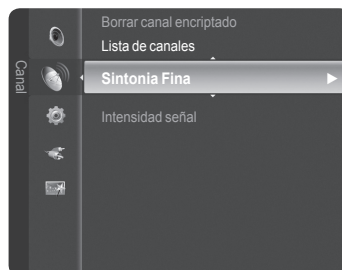 Borrar canal encriptado
Lista de canales
Canal
Sintonia Fina
Intensidad señal